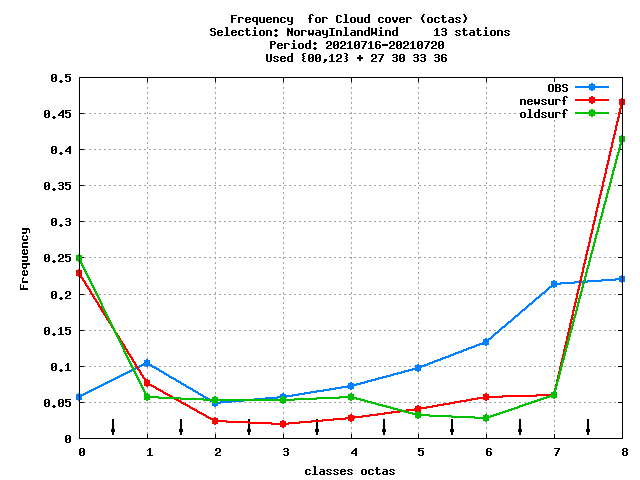 Frequency  for Cloud cover (octas)
Selection: NorwayInlandWind     13 stations
Period: 20210716-20210720
Used {00,12} + 27 30 33 36
OBS
newsurf
oldsurf
0.5
0.45
0.4
0.35
0.3
0.25
0.2
0.15
0.1
0.05
0
Frequency
0 1 2 3 4 5 6 7 8
classes octas